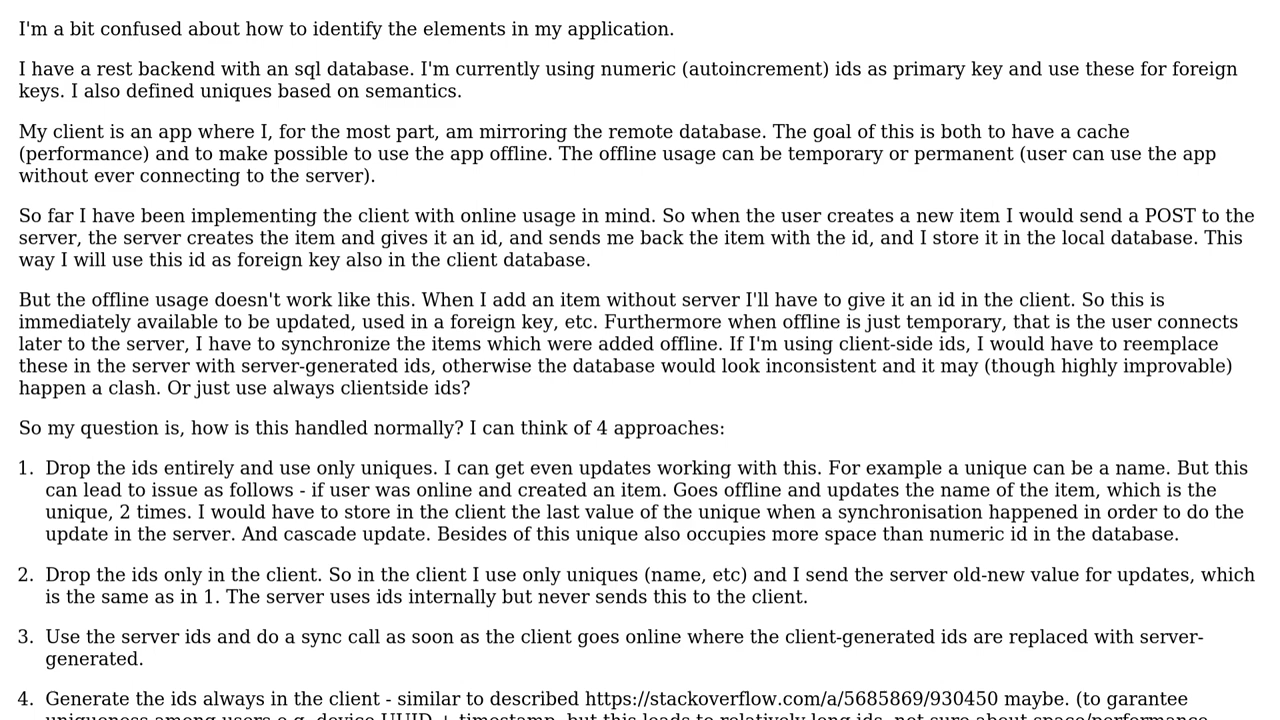 I'm a bit confused about how to identify the elements in my application.
I have a rest backend with an sql database. I'm currently using numeric (autoincrement) ids as primary key and use these for foreign
keys. I also defined uniques based on semantics.
My client is an app where I, for the most part, am mirroring the remote database. The goal of this is both to have a cache
(performance) and to make possible to use the app offline. The offline usage can be temporary or permanent (user can use the app
without ever connecting to the server).
So far I have been implementing the client with online usage in mind. So when the user creates a new item I would send a POST to the
server, the server creates the item and gives it an id, and sends me back the item with the id, and I store it in the local database. This
way I will use this id as foreign key also in the client database.
But the offline usage doesn't work like this. When I add an item without server I'll have to give it an id in the client. So this is
immediately available to be updated, used in a foreign key, etc. Furthermore when offline is just temporary, that is the user connects
later to the server, I have to synchronize the items which were added offline. If I'm using client-side ids, I would have to reemplace
these in the server with server-generated ids, otherwise the database would look inconsistent and it may (though highly improvable)
happen a clash. Or just use always clientside ids?
So my question is, how is this handled normally? I can think of 4 approaches:
1. Drop the ids entirely and use only uniques. I can get even updates working with this. For example a unique can be a name. But this
can lead to issue as follows - if user was online and created an item. Goes offline and updates the name of the item, which is the
unique, 2 times. I would have to store in the client the last value of the unique when a synchronisation happened in order to do the
update in the server. And cascade update. Besides of this unique also occupies more space than numeric id in the database.
2. Drop the ids only in the client. So in the client I use only uniques (name, etc) and I send the server old-new value for updates, which
is the same as in 1. The server uses ids internally but never sends this to the client.
3. Use the server ids and do a sync call as soon as the client goes online where the client-generated ids are replaced with server-
generated.
4. Generate the ids always in the client - similar to described https://stackoverflow.com/a/5685869/930450 maybe. (to garantee
uniqueness among users e.g. device UUID + timestamp, but this leads to relatively long ids, not sure about space/performance